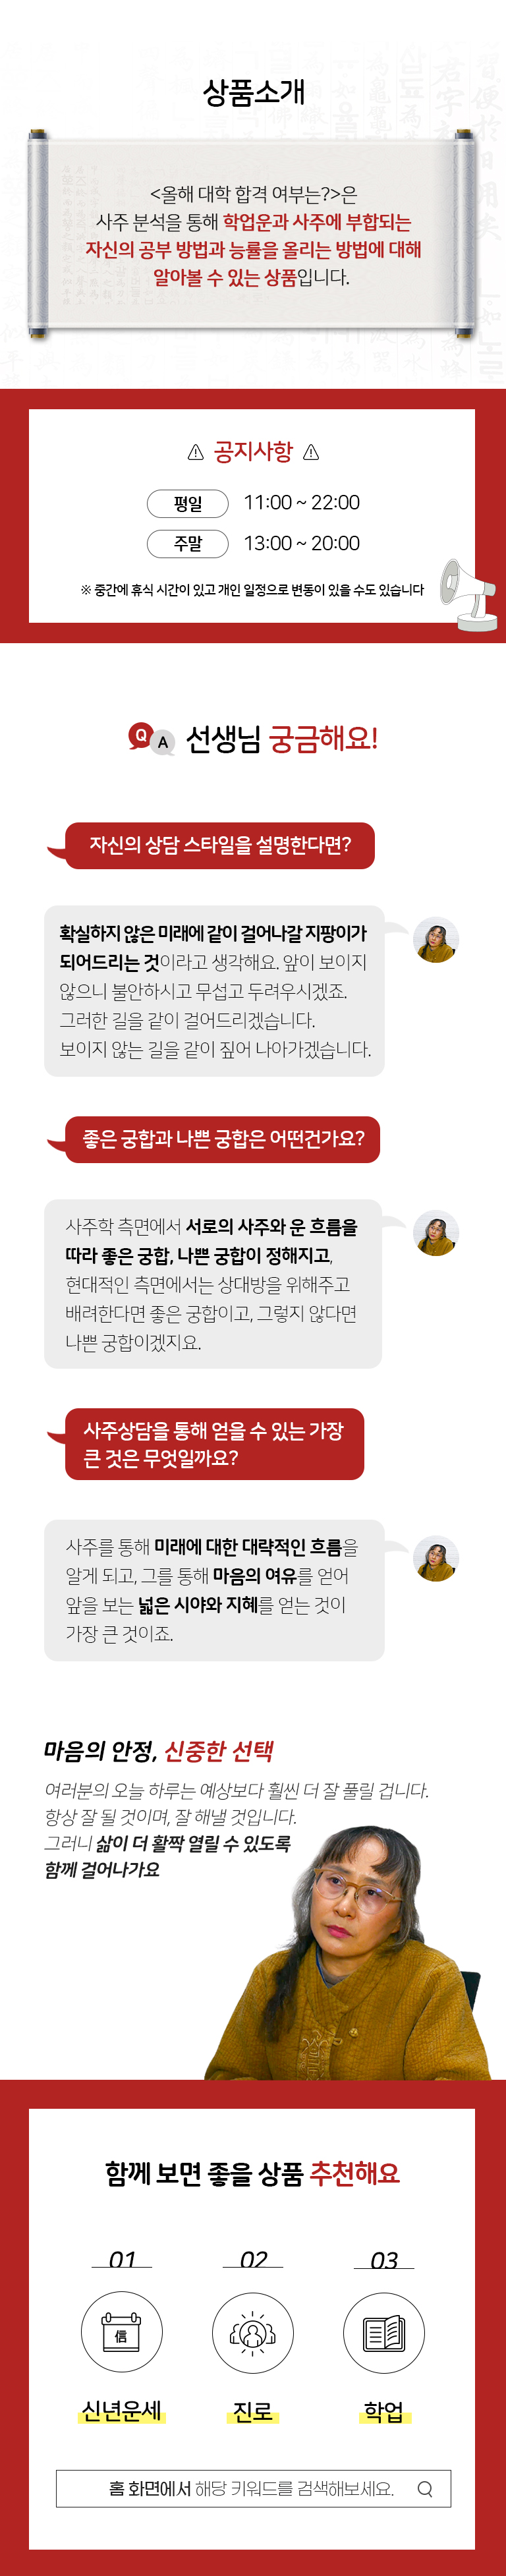 상품소개
<올해 대학 합격 여부는?>은
사주 분석을 통해 학업운과 사주에 부합되는
자신의 공부 방법과 능률을 올리는 방법에 대해
알아볼 수 있는 상품입니다.
공지사항
평일 11:00 ~ 22:00
주말 13:00 ~ 20:00
※ 중간에 휴식 시간이 있고 개인 일정으로 변동이 있을 수도 있습니다
Q A 선생님 궁금해요!
자신의 상담 스타일을 설명한다면?
확실하지 않은 미래에 같이 걸어나갈 지팡이가
되어드리는 것이라고 생각해요. 앞이 보이지
않으니 불안하시고 무섭고 두려우시겠죠.
그러한 길을 같이 걸어드리겠습니다.
보이지 않는 길을 같이 짚어 나아가겠습니다.
좋은 궁합과 나쁜 궁합은 어떤건가요?
사주학 측면에서 서로의 사주와 운 흐름을
따라 좋은 궁합, 나쁜 궁합이 정해지고,
현대적인 측면에서는 상대방을 위해주고
배려한다면 좋은 궁합이고, 그렇지 않다면
나쁜 궁합이겠지요.
사주상담을 통해 얻을 수 있는 가장
큰 것은 무엇일까요?
사주를 통해 미래에 대한 대략적인 흐름을
알게 되고, 그를 통해 마음의 여유를 얻어
앞을 보는 넓은 시야와 지혜를 얻는 것이
가장 큰 것이죠.
마음의 안정, 신중한 선택
여러분의 오늘 하루는 예상보다 훨씬 더 잘 풀릴 겁니다.
항상 잘 될 것이며, 잘 해낼 것입니다.
그러니 삶이 더 활짝 열릴 수 있도록
함께 걸어나가요
함께 보면 좋을 상품 추천해요
01 02 03
信
신년운세 진로 학업
홈 화면에서 해당 키워드를 검색해보세요.